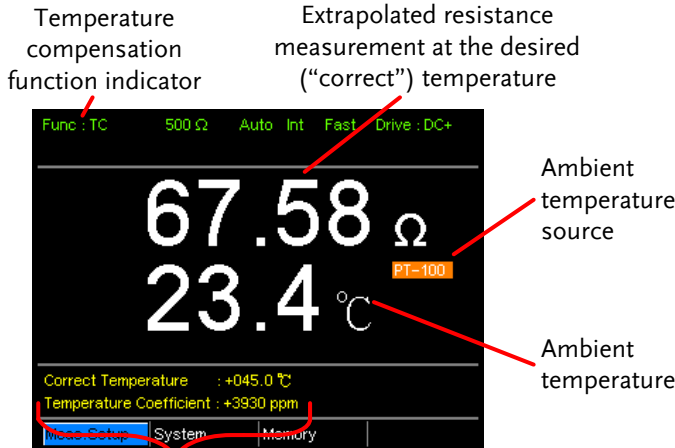 Temperature
compensation
function indicator
Extrapolated resistance
measurement at the desired
(“correct”) temperature
Func : TC 500 Ω Auto Int Fast Drive : DC+
67.58 Ω
PT-100
23.4 °C
Ambient
temperature
source
Ambient
temperature
Correct Temperature : +045.0 ℃
Temperature Coefficient : +3930 ppm
Meas.Setup System Memory